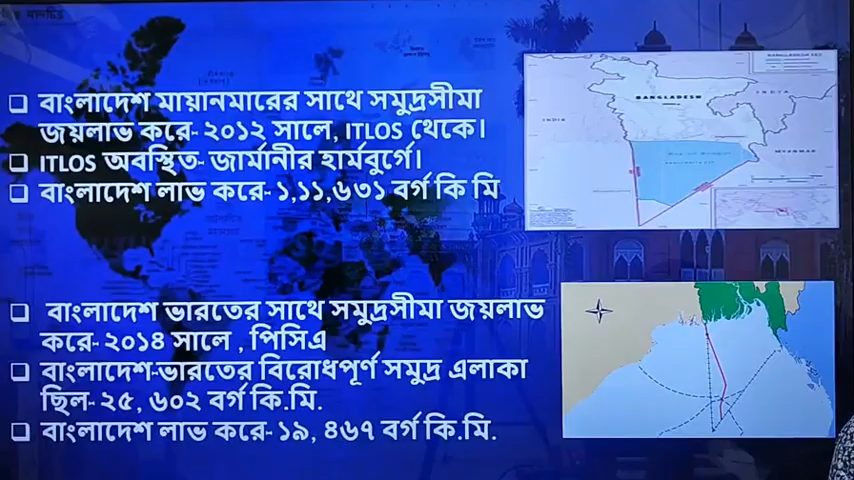 ❑ বাংলাদেশ মায়ানমারের সাথে সমুদ্রসীমা
জয়লাভ করে- ২০১২ সালে, ITLOS থেকে।
❑ ITLOS অবস্থিত- জার্মানীর হার্মবুর্গে।
❑ বাংলাদেশ লাভ করে- ১,১১,৬৩১ বর্গ কি মি
BANGLADESH
INDIA
INDIA
MYANMAR
❑ বাংলাদেশ ভারতের সাথে সমুদ্রসীমা জয়লাভ
করে- ২০১৪ সালে , পিসিএ
❑ বাংলাদেশ-ভারতের বিরোধপূর্ণ সমুদ্র এলাকা
ছিল- ২৫, ৬০২ বর্গ কি.মি.
❑ বাংলাদেশ লাভ করে- ১৯, ৪৬৭ বর্গ কি.মি.